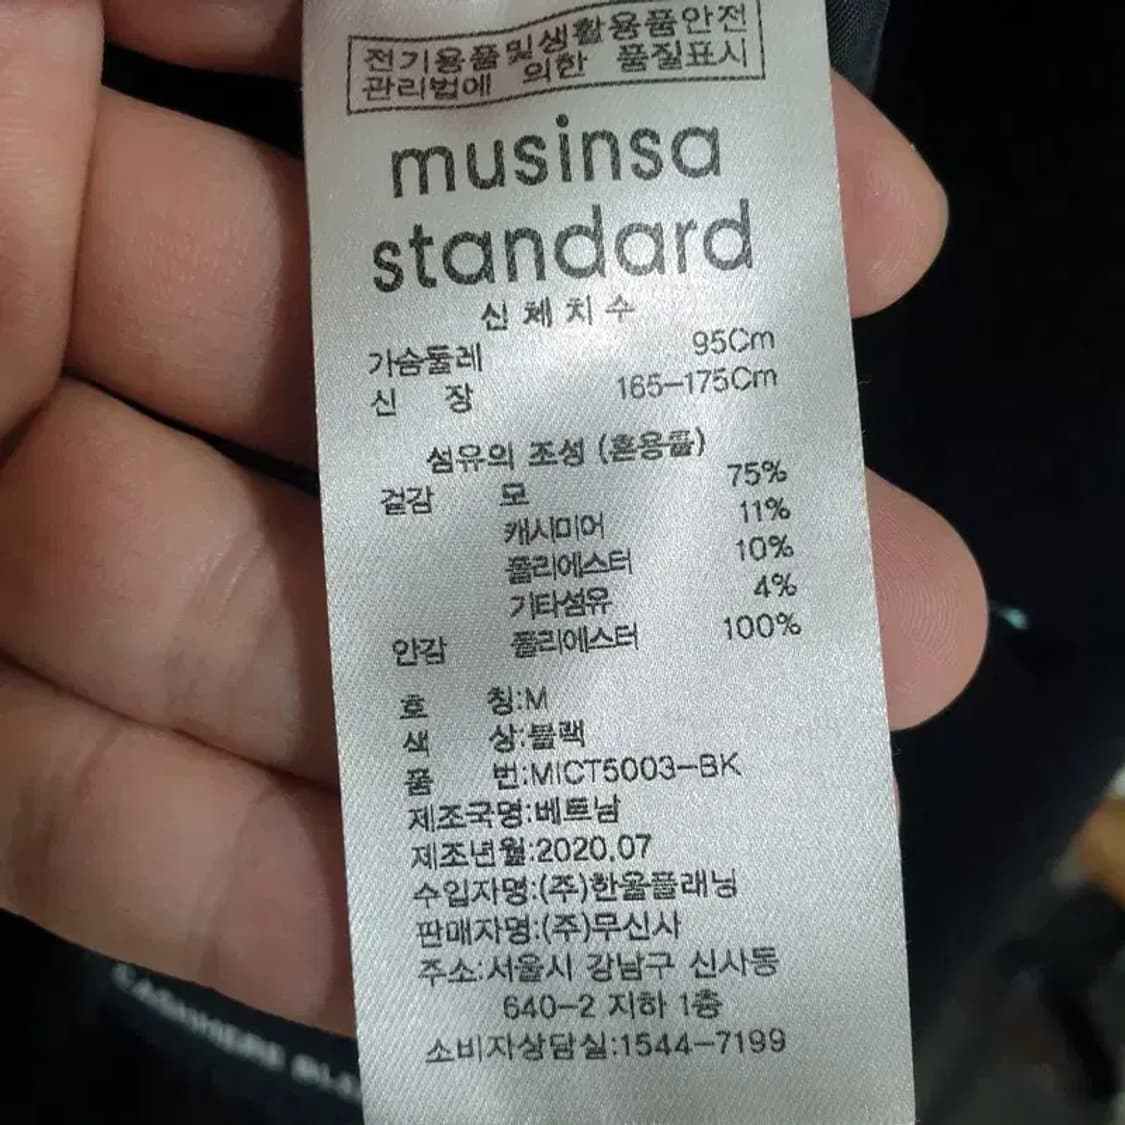 전기용품및생활용품안전
관리법에 의한 품질표시
musinsa
standard
신체치수
가슴둘레 95Cm
신 장 165-175Cm
섬유의 조성 (혼용률)
겉감 모 75%
캐시미어 11%
폴리에스터 10%
기타섬유 4%
안감 폴리에스터 100%
호 칭:M
색 상:블랙
품 번:MICT5003-BK
제조국명:베트남
제조년월:2020.07
수입자명:(주)한올플래닝
판매자명:(주)무신사
주소:서울시 강남구 신사동
640-2 지하 1층
소비자상담실:1544-7199
CASHMERE